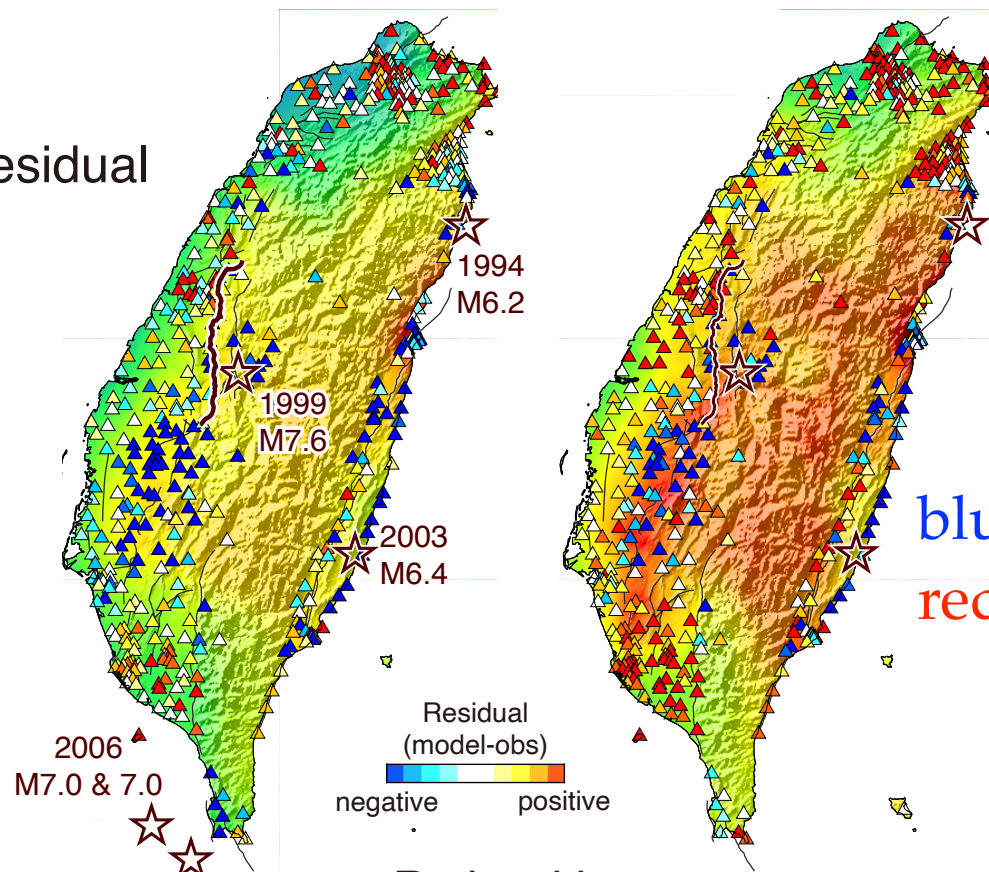 esidual
1994
M6.2
1999
M7.6
2003
M6.4
blu
red
Residual
(model-obs)
negative
positive
2006
M7.0 & 7.0